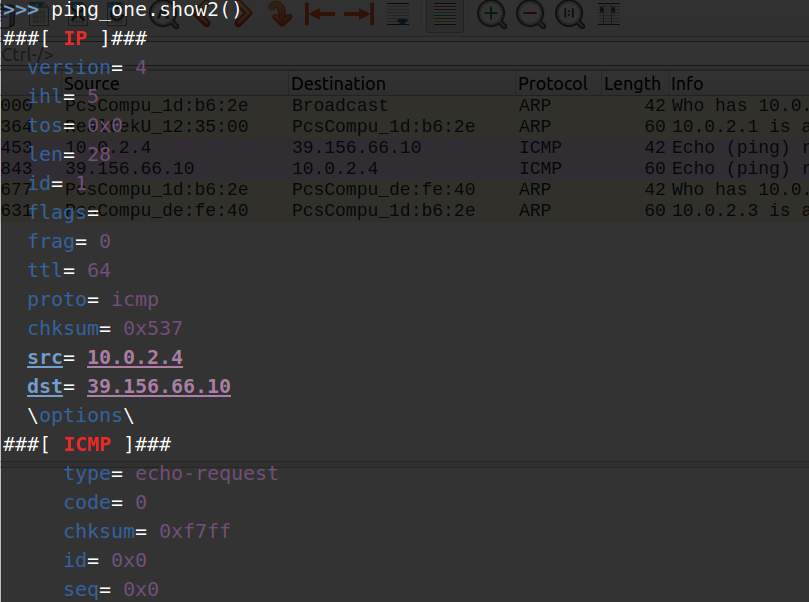 >>> ping_one.show2()
###[ IP ]###
Ctrl-/>
version= 4
Source Destination Protocol Length Info
ihl= 5
000 PcsCompu_1d:b6:2e Broadcast ARP 42 Who has 10.0.
tos= 0x0
364 U_12:35:00 PcsCompu_1d:b6:2e ARP 60 10.0.2.1 is a
len= 28
453 10.0.2.4 39.156.66.10 ICMP 42 Echo (ping) r
843 39.156.66.10 10.0.2.4 ICMP 60 Echo (ping) r
id= 1
677 PcsCompu_1d:b6:2e PcsCompu_de:fe:40 ARP 42 Who has 10.0.
flags=
631 PcsCompu_de:fe:40 PcsCompu_1d:b6:2e ARP 60 10.0.2.3 is a
frag= 0
ttl= 64
proto= icmp
chksum= 0x537
src= 10.0.2.4
dst= 39.156.66.10
\options\
###[ ICMP ]###
type= echo-request
code= 0
chksum= 0xf7ff
id= 0x0
seq= 0x0